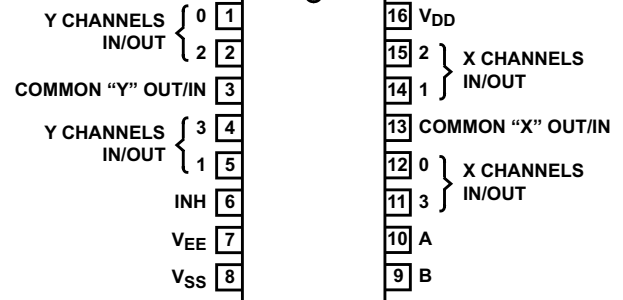 Y CHANNELS
IN/OUT
0 1
2 2
COMMON “Y” OUT/IN 3
Y CHANNELS
IN/OUT
3 4
1 5
INH 6
VEE 7
VSS 8
16 VDD
15 2
14 1
X CHANNELS
IN/OUT
13 COMMON “X” OUT/IN
12 0
11 3
X CHANNELS
IN/OUT
10 A
9 B